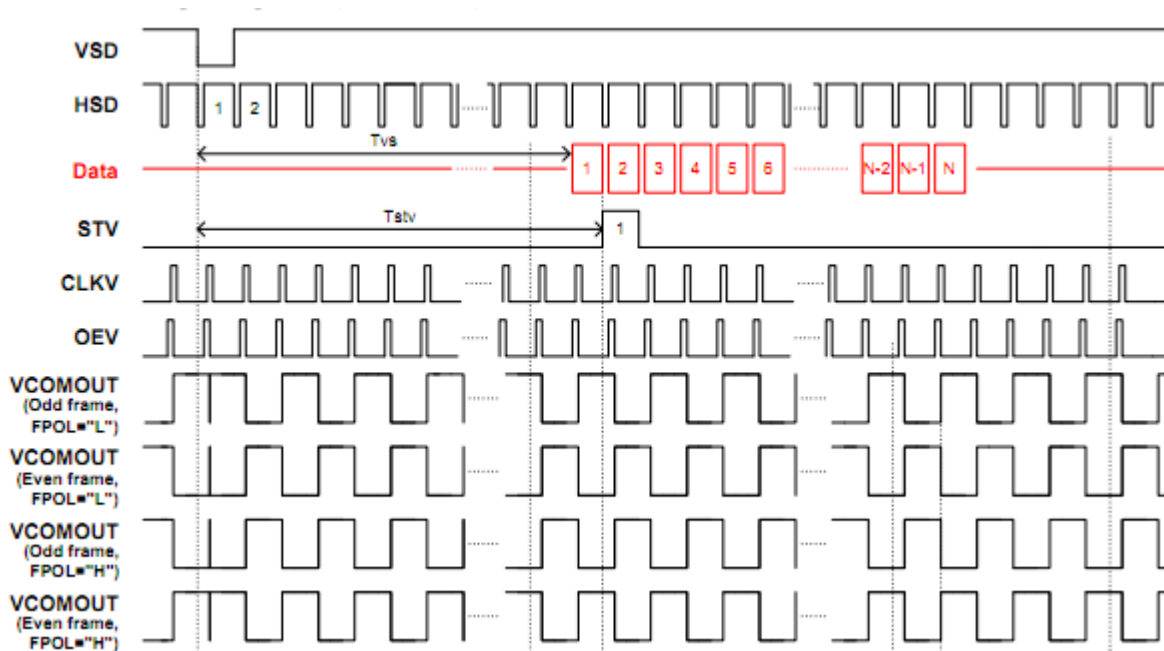 VSD
HSD
1 2
Tvs
Data
1 2 3 4 5 6 N-2 N-1 N
Tstv
STV
1
CLKV
OEV
VCOMOUT
(Odd frame,
FPOL="L")
VCOMOUT
(Even frame,
FPOL="L")
VCOMOUT
(Odd frame,
FPOL="H")
VCOMOUT
(Even frame,
FPOL="H")